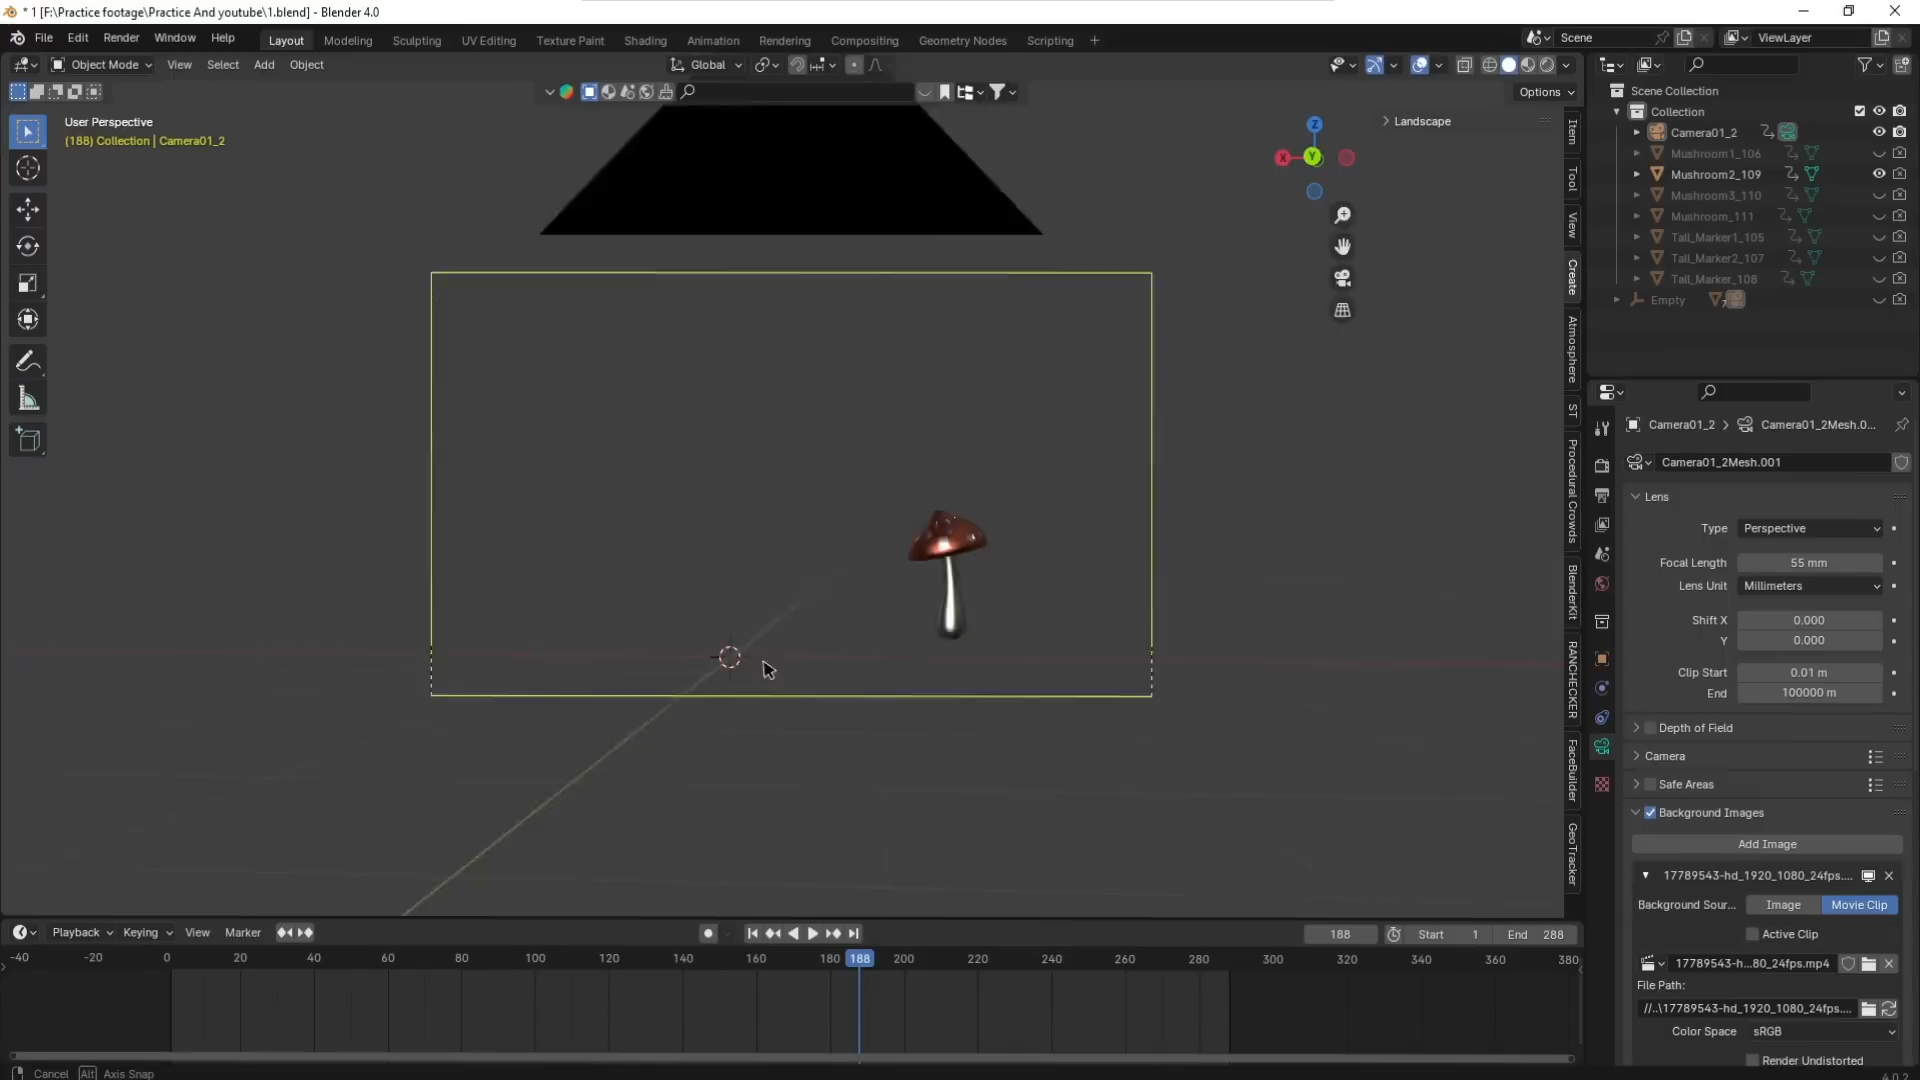 * 1 [F:\Practice footage\Practice And youtube\1.blend] - Blender 4.0
File Edit Render Window Help
Layout Modeling Sculpting UV Editing Texture Paint Shading Animation Rendering Compositing Geometry Nodes Scripting +
Scene
ViewLayer
Object Mode View Select Add Object
Global
Options
User Perspective
(188) Collection | Camera01_2
Landscape
Z
X
Y
Item
Tool
View
Create
Atmosphere
ST
Procedural Crowds
BlenderKit
RANCHECKER
FaceBuilder
GeoTracker
Scene Collection
Collection
Camera01_2
Mushroom1_106
Mushroom2_109
Mushroom3_110
Mushroom_111
Tall_Marker1_105
Tall_Marker2_107
Tall_Marker_108
Empty
Camera01_2 > Camera01_2Mesh.0...
Camera01_2Mesh.001
Lens
Type Perspective
Focal Length 55 mm
Lens Unit Millimeters
Shift X 0.000
Y 0.000
Clip Start 0.01 m
End 100000 m
Depth of Field
Camera
Safe Areas
Background Images
Add Image
17789543-hd_1920_1080_24fps....
Background Sour... Image Movie Clip
Active Clip
17789543-h...80_24fps.mp4
File Path:
//..\17789543-hd_1920_1080_24fps....
Color Space sRGB
Render Undistorted
Playback Keying View Marker
188 Start 1 End 288
-40 -20 0 20 40 60 80 100 120 140 160 180 188 200 220 240 260 280 300 320 340 360 380
Cancel Alt Axis Snap
4.0.2